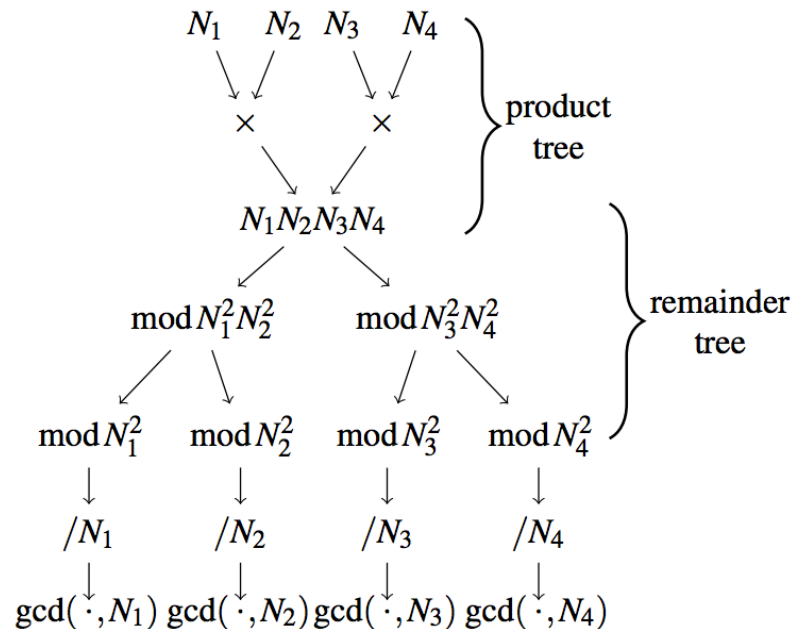 N₁ N₂ N₃ N₄
× ×
product
tree
N₁N₂N₃N₄
mod N₁²N₂² mod N₃²N₄²
remainder
tree
mod N₁² mod N₂² mod N₃² mod N₄²
/N₁ /N₂ /N₃ /N₄
gcd(·,N₁) gcd(·,N₂) gcd(·,N₃) gcd(·,N₄)